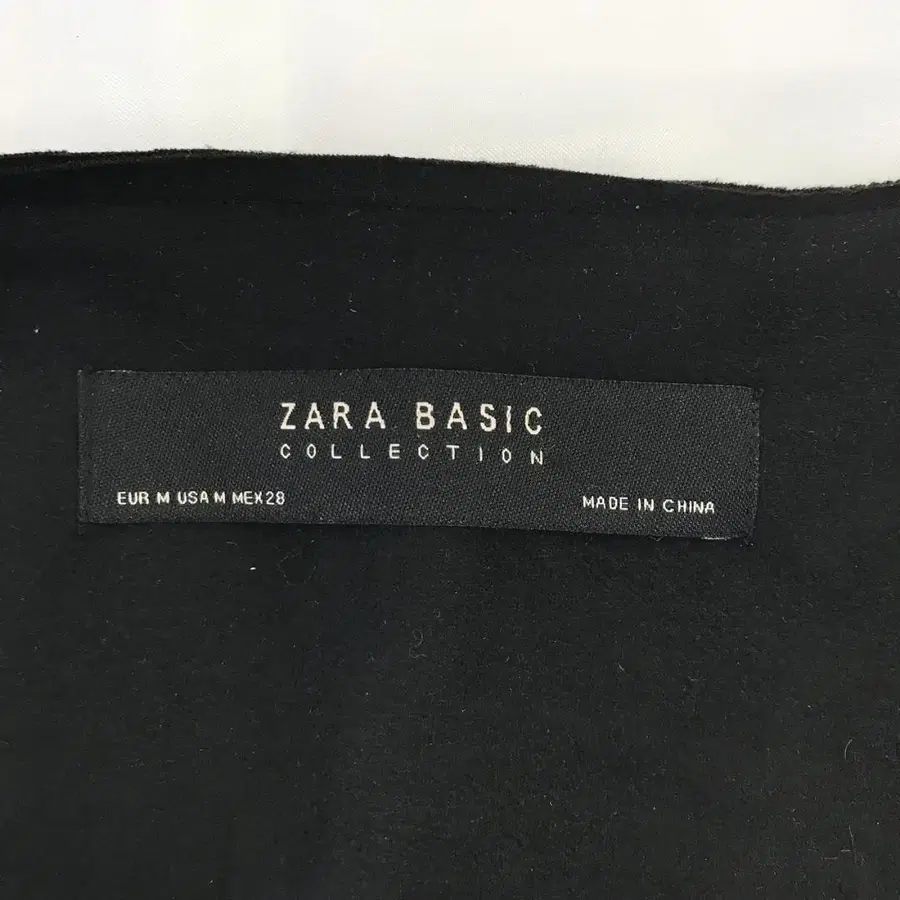 ZARA BASIC
COLLECTION
EUR M USA M MEX 28
MADE IN CHINA